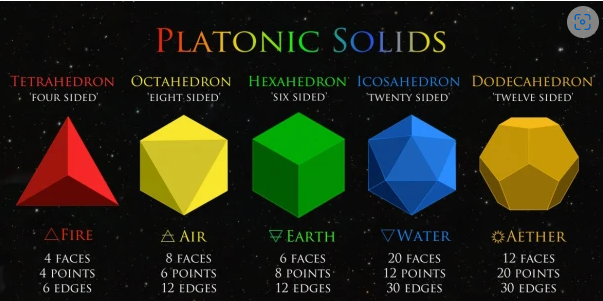 PLATONIC SOLIDS
TETRAHEDRON
'FOUR SIDED'
OCTAHEDRON
'EIGHT SIDED'
HEXAHEDRON
'SIX SIDED'
ICOSAHEDRON
'TWENTY SIDED'
DODECAHEDRON
'TWELVE SIDED'
FIRE
4 FACES
4 POINTS
6 EDGES
AIR
8 FACES
6 POINTS
12 EDGES
EARTH
6 FACES
8 POINTS
12 EDGES
WATER
20 FACES
12 POINTS
30 EDGES
AETHER
12 FACES
20 POINTS
30 EDGES